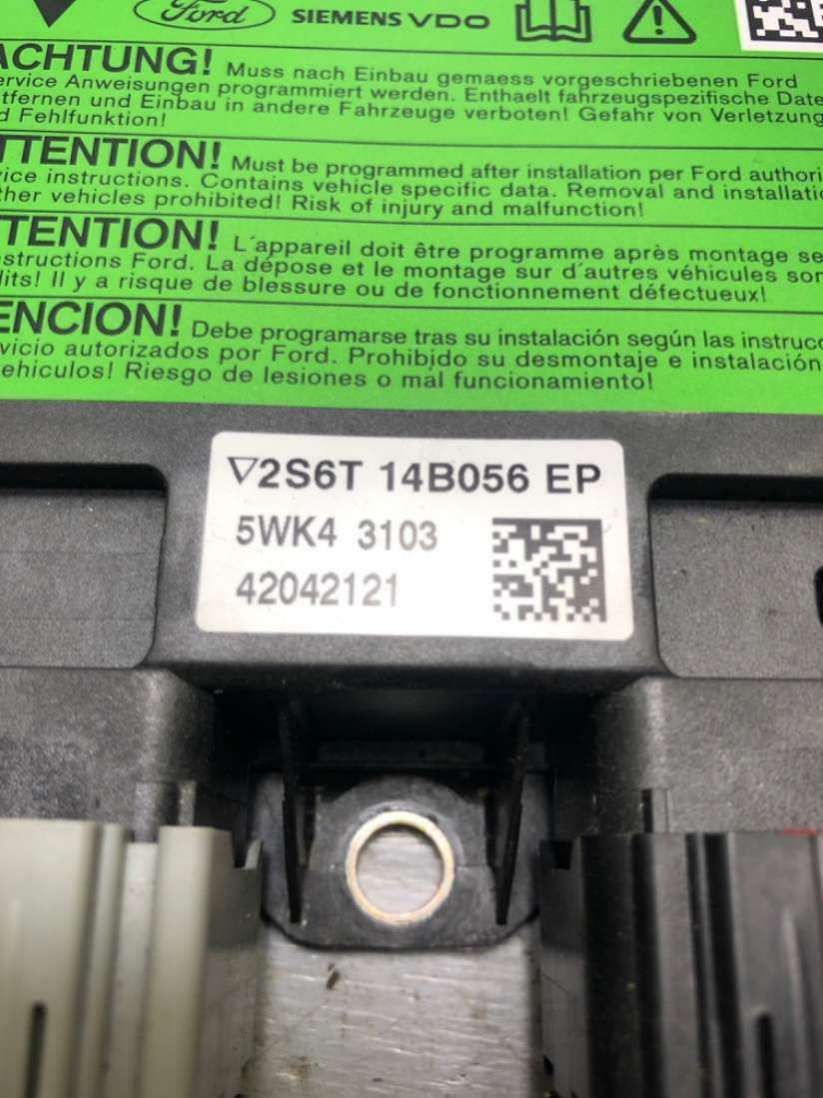 Ford SIEMENS VDO
ACHTUNG! Muss nach Einbau gemaess vorgeschriebenen Ford
ervice Anweisungen programmiert werden. Enthaelt fahrzeugspezifische Date
tfernen und Einbau in andere Fahrzeuge verboten! Gefahr von Verletzung
d Fehlfunktion!
TTENTION! Must be programmed after installation per Ford authori
vice instructions. Contains vehicle specific data. Removal and installatio
ther vehicles prohibited! Risk of injury and malfunction!
TTENTION! L´appareil doit être programme après montage se
nstructions Ford. La dépose et le montage sur d´autres véhicules son
dits! Il y a risque de blessure ou de fonctionnement défectueux!
ENCION! Debe programarse tras su instalación según las instrucc
rvicio autorizados por Ford. Prohibido su desmontaje e instalación
ehiculos! Riesgo de lesiones o mal funcionamiento!
2S6T 14B056 EP
5WK4 3103
42042121